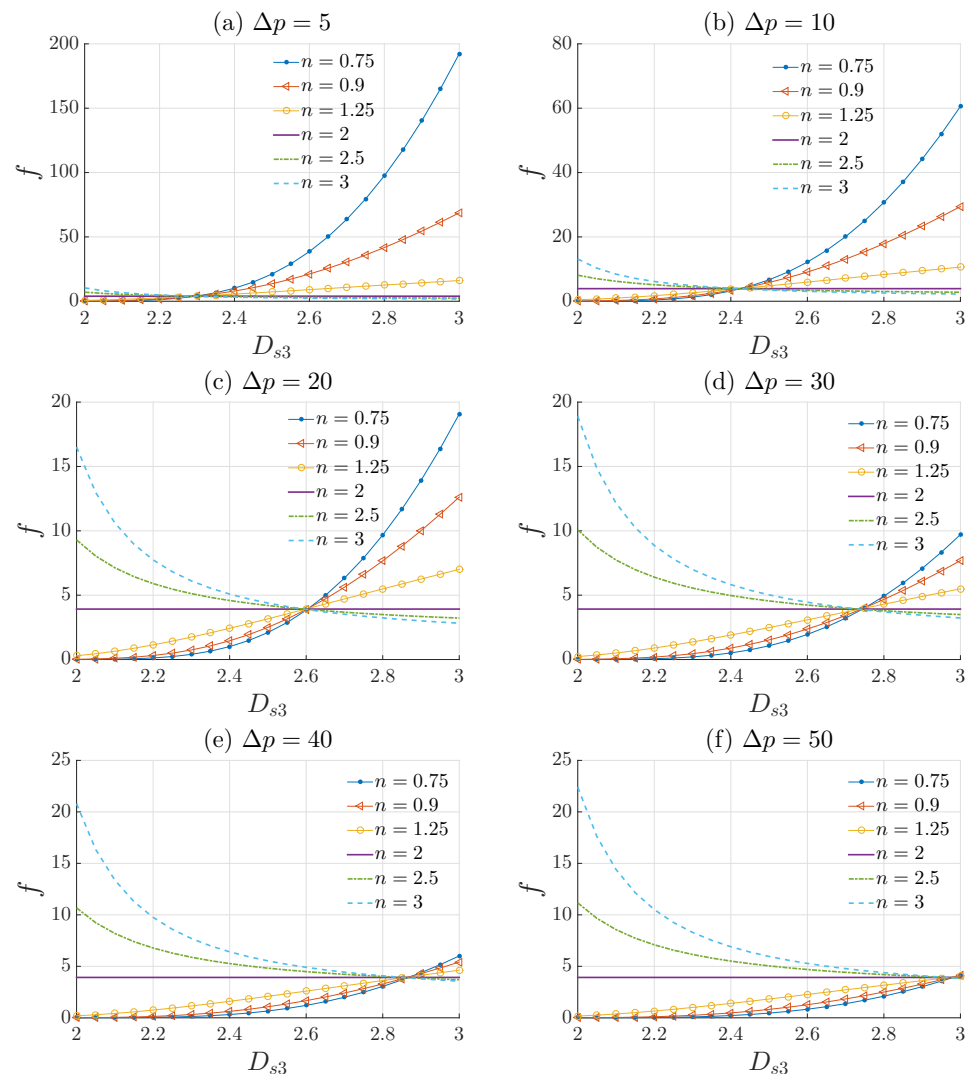 (a) Δp = 5
200
150
100
50
0
f
n = 0.75
n = 0.9
n = 1.25
n = 2
n = 2.5
n = 3
2 2.2 2.4 2.6 2.8 3
D_{s3}
(b) Δp = 10
80
60
40
20
0
f
n = 0.75
n = 0.9
n = 1.25
n = 2
n = 2.5
n = 3
2 2.2 2.4 2.6 2.8 3
D_{s3}
(c) Δp = 20
20
15
10
5
0
f
n = 0.75
n = 0.9
n = 1.25
n = 2
n = 2.5
n = 3
2 2.2 2.4 2.6 2.8 3
D_{s3}
(d) Δp = 30
20
15
10
5
0
f
n = 0.75
n = 0.9
n = 1.25
n = 2
n = 2.5
n = 3
2 2.2 2.4 2.6 2.8 3
D_{s3}
(e) Δp = 40
25
20
15
10
5
0
f
n = 0.75
n = 0.9
n = 1.25
n = 2
n = 2.5
n = 3
2 2.2 2.4 2.6 2.8 3
D_{s3}
(f) Δp = 50
25
20
15
10
5
0
f
n = 0.75
n = 0.9
n = 1.25
n = 2
n = 2.5
n = 3
2 2.2 2.4 2.6 2.8 3
D_{s3}